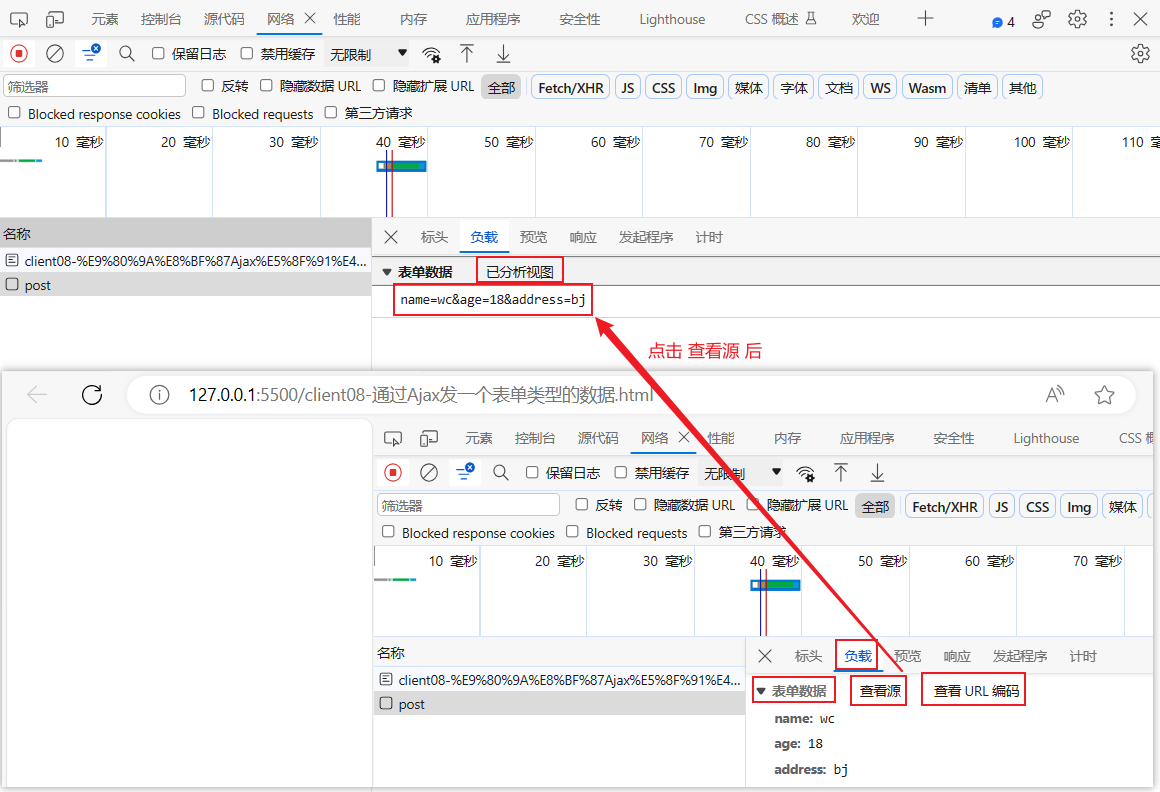 元素 控制台 源代码 网络 性能 内存 应用程序 安全性 Lighthouse CSS 概述 欢迎 4
保留日志 禁用缓存 无限制
筛选器 反转 隐藏数据 URL 隐藏扩展 URL 全部 Fetch/XHR JS CSS Img 媒体 字体 文档 WS Wasm 清单 其他
Blocked response cookies Blocked requests 第三方请求
10 毫秒 20 毫秒 30 毫秒 40 毫秒 50 毫秒 60 毫秒 70 毫秒 80 毫秒 90 毫秒 100 毫秒 110
名称 标头 负载 预览 响应 发起程序 计时
client08-%E9%80%9A%E8%BF%87Ajax%E5%8F%91%E4...
表单数据 已分析视图
post
name=wc&age=18&address=bj
点击 查看源 后
127.0.0.1:5500/client08-通过Ajax发一个表单类型的数据.html
元素 控制台 源代码 网络 性能 内存 应用程序 安全性 Lighthouse CSS
保留日志 禁用缓存 无限制
筛选器 反转 隐藏数据 URL 隐藏扩展 URL 全部 Fetch/XHR JS CSS Img 媒体
Blocked response cookies Blocked requests 第三方请求
10 毫秒 20 毫秒 30 毫秒 40 毫秒 50 毫秒 60 毫秒 70 毫秒
名称 标头 负载 预览 响应 发起程序 计时
client08-%E9%80%9A%E8%BF%87Ajax%E5%8F%91%E4...
表单数据 查看源 查看 URL 编码
post
name: wc
age: 18
address: bj